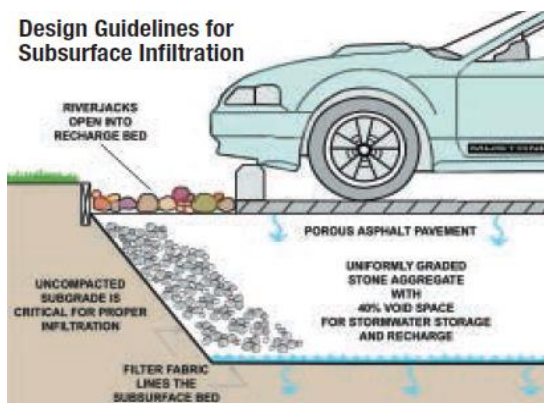 Design Guidelines for
Subsurface Infiltration
RIVERJACKS
OPEN INTO
RECHARGE BED
MUSTANG
POROUS ASPHALT PAVEMENT
UNIFORMLY GRADED
STONE AGGREGATE
WITH
40% VOID SPACE
FOR STORMWATER STORAGE
AND RECHARGE
UNCOMPACTED
SUBGRADE IS
CRITICAL FOR PROPER
INFILTRATION
FILTER FABRIC
LINES THE
SUBSURFACE BED